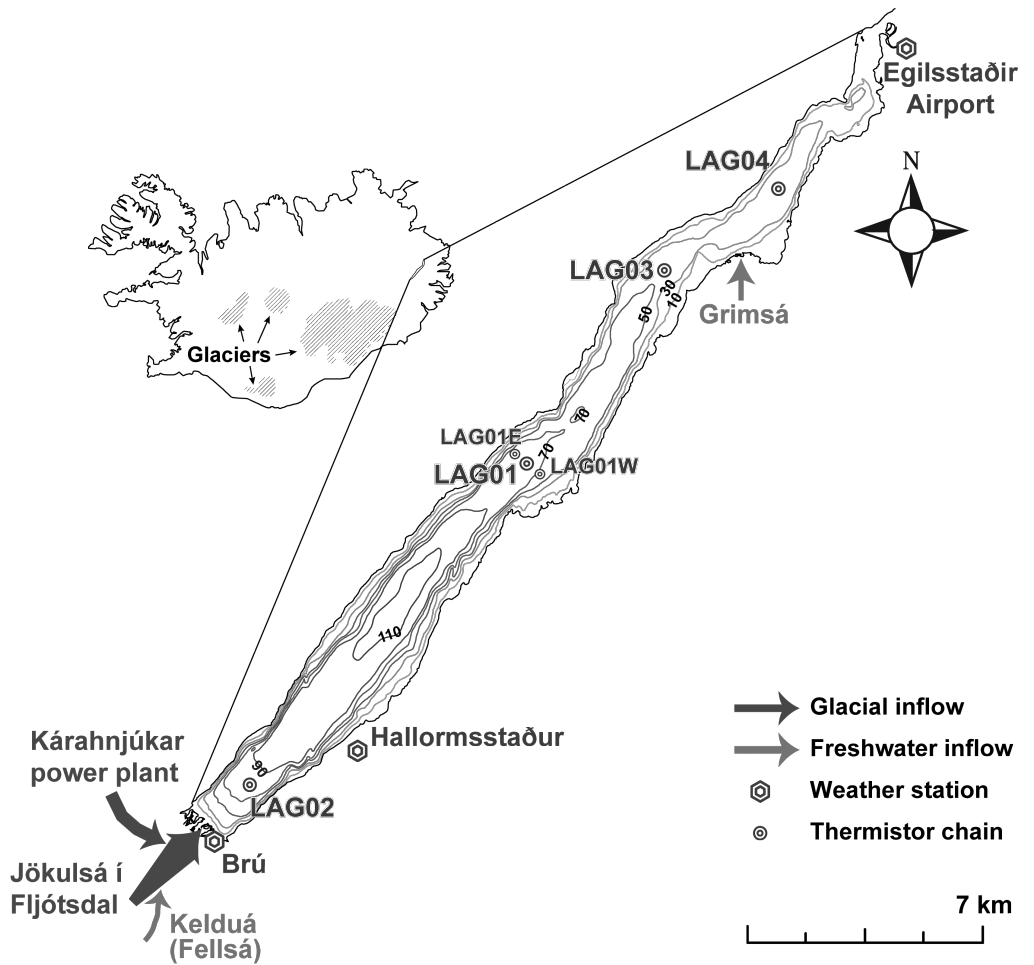 Egilsstaðir
Airport
LAG04
N
LAG03
30
10
50
Grimsá
Glaciers
70
LAG01E
70
LAG01
LAG01W
110
Hallormsstaður
90
LAG02
Kárahnjúkar
power plant
Brú
Jökulsá í
Fljótsdal
Kelduá
(Fellsá)
Glacial inflow
Freshwater inflow
Weather station
Thermistor chain
7 km